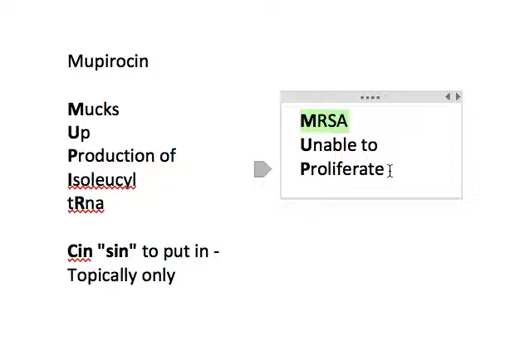 Mupirocin
Mucks
Up
Production of
Isoleucyl
tRna
Cin "sin" to put in -
Topically only
MRSA
Unable to
Proliferate